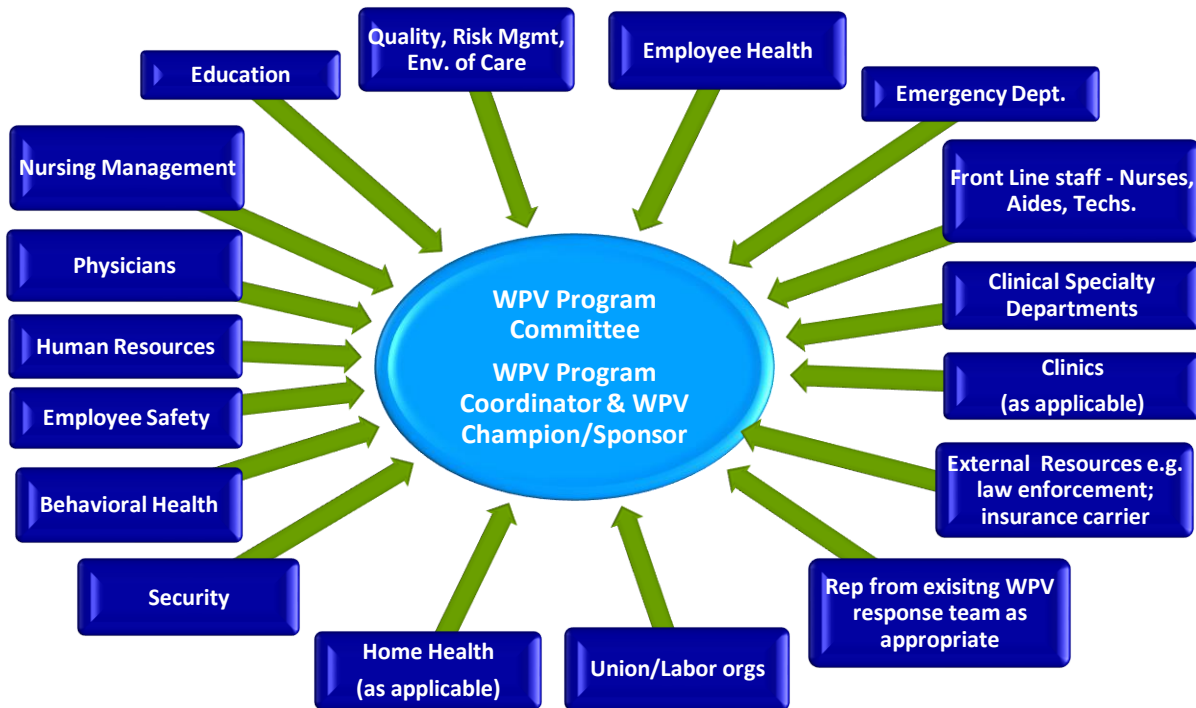 Quality, Risk Mgmt,
Env. of Care
Employee Health
Education
Emergency Dept.
Nursing Management
Front Line staff - Nurses,
Aides, Techs.
Physicians
Clinical Specialty
Departments
Human Resources
Clinics
(as applicable)
Employee Safety
Behavioral Health
External  Resources e.g.
law enforcement;
insurance carrier
Security
Rep from exisitng WPV
response team as
appropriate
Home Health
(as applicable)
Union/Labor orgs
WPV Program
Committee
WPV Program
Coordinator & WPV
Champion/Sponsor